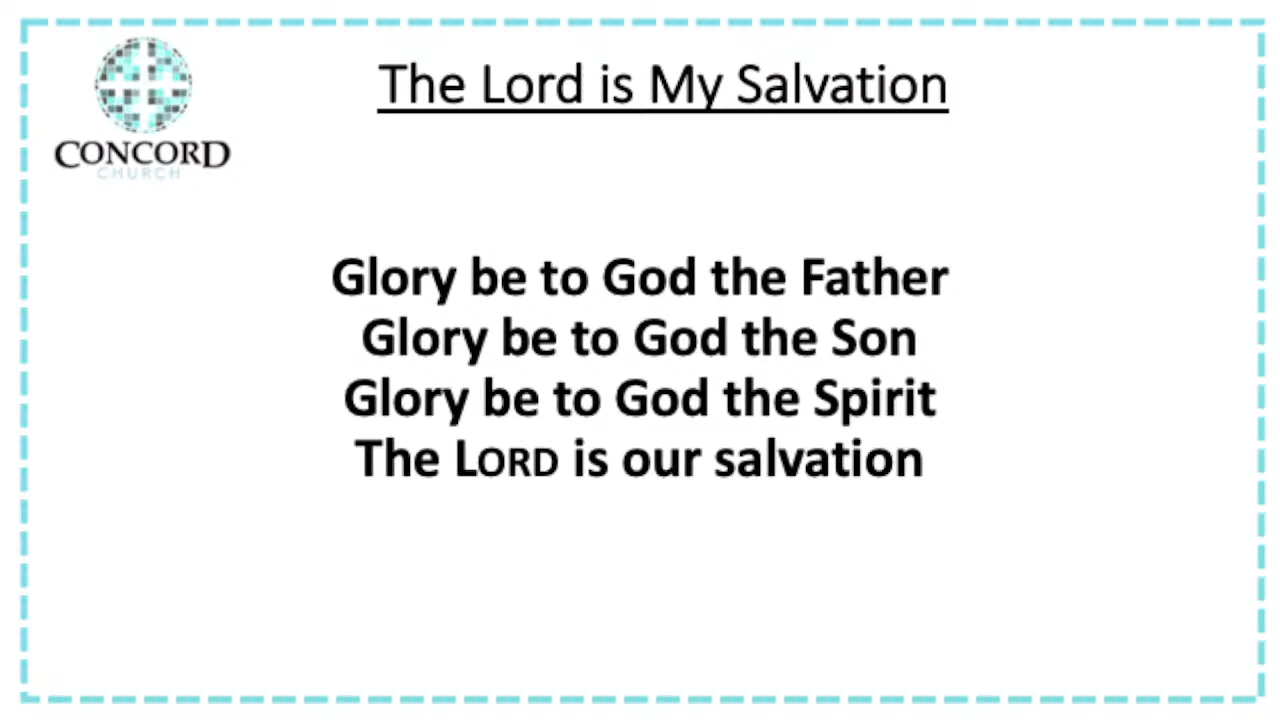 CONCORD
CHURCH
The Lord is My Salvation
Glory be to God the Father
Glory be to God the Son
Glory be to God the Spirit
The LORD is our salvation